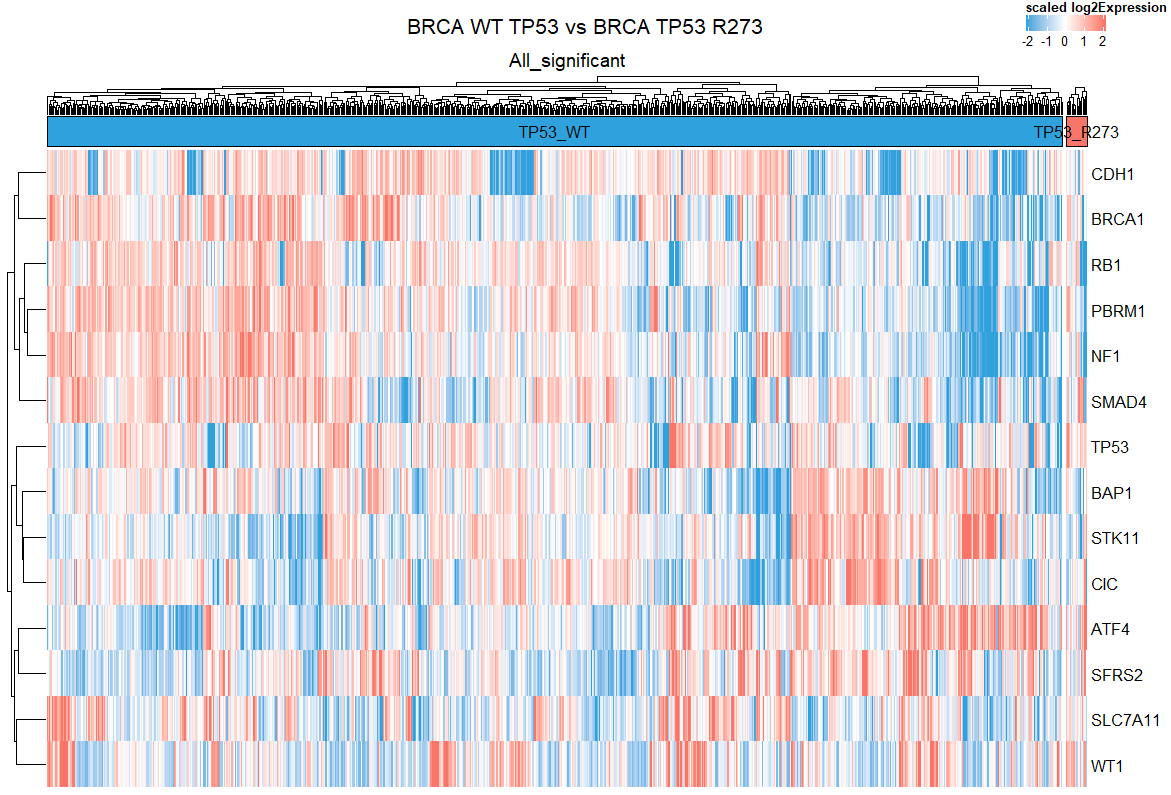 scaled log2Expression
-2 -1 0 1 2
BRCA WT TP53 vs BRCA TP53 R273
All_significant
TP53_WT
TP53_R273
CDH1
BRCA1
RB1
PBRM1
NF1
SMAD4
TP53
BAP1
STK11
CIC
ATF4
SFRS2
SLC7A11
WT1